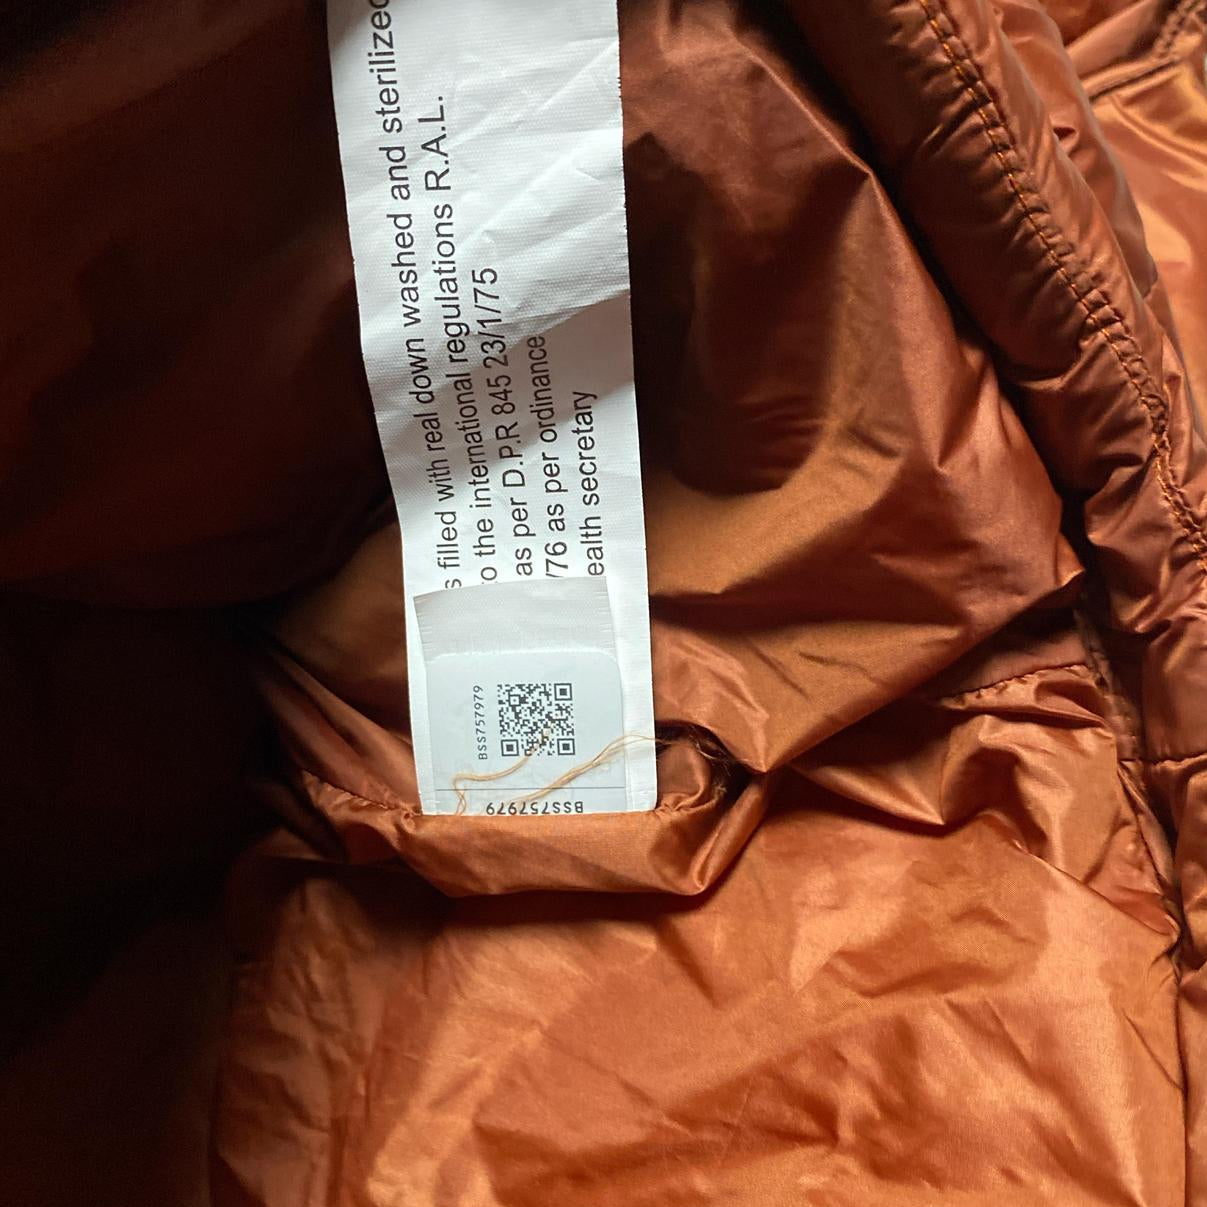 s filled with real down washed and sterilized
o the international regulations R.A.L.
as per D.P.R 845 23/1/75
/76 as per ordinance
ealth secretary
BSS757979
BSS757979